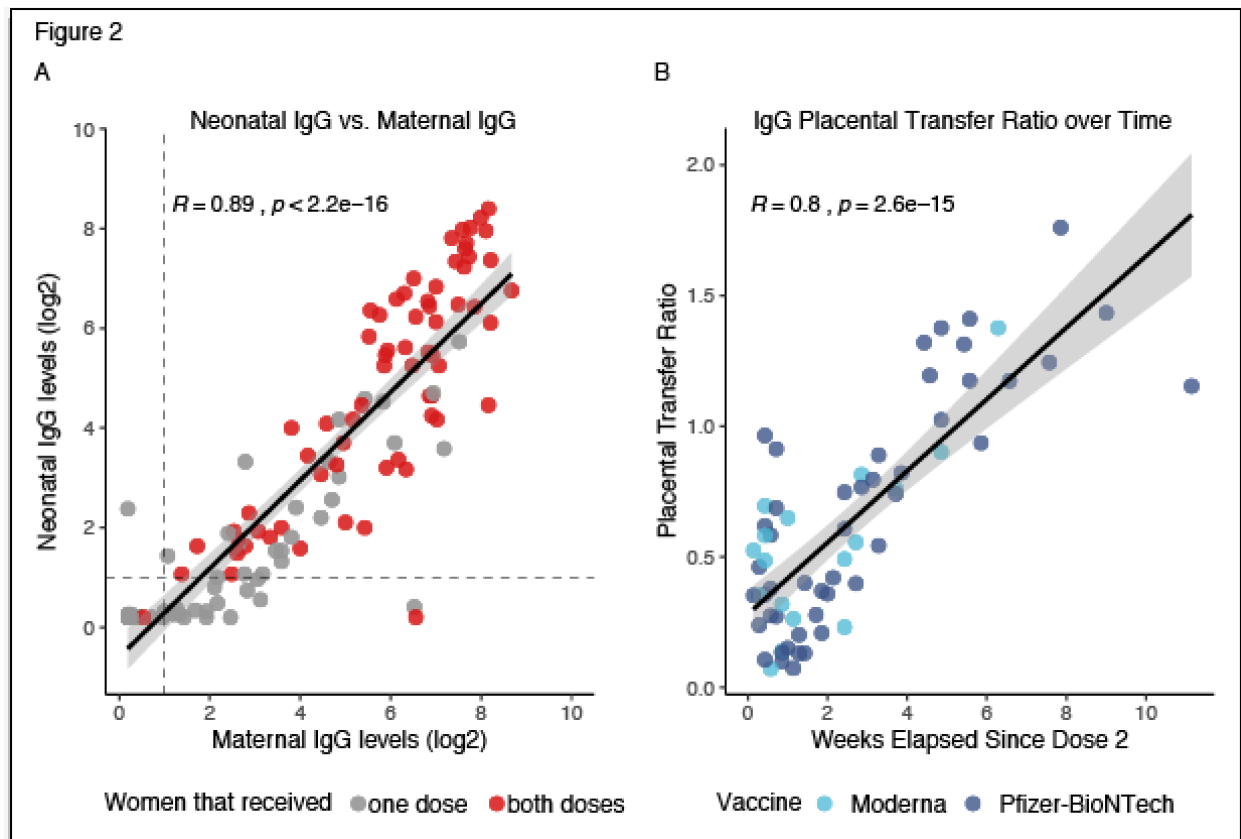 Figure 2
A
Neonatal IgG vs. Maternal IgG
R = 0.89 , p < 2.2e−16
Neonatal IgG levels (log2)
10
8
6
4
2
0
0 2 4 6 8 10
Maternal IgG levels (log2)
B
IgG Placental Transfer Ratio over Time
R = 0.8 , p = 2.6e−15
Placental Transfer Ratio
2.0
1.5
1.0
0.5
0.0
0 2 4 6 8 10
Weeks Elapsed Since Dose 2
Women that received one dose both doses
Vaccine Moderna Pfizer-BioNTech